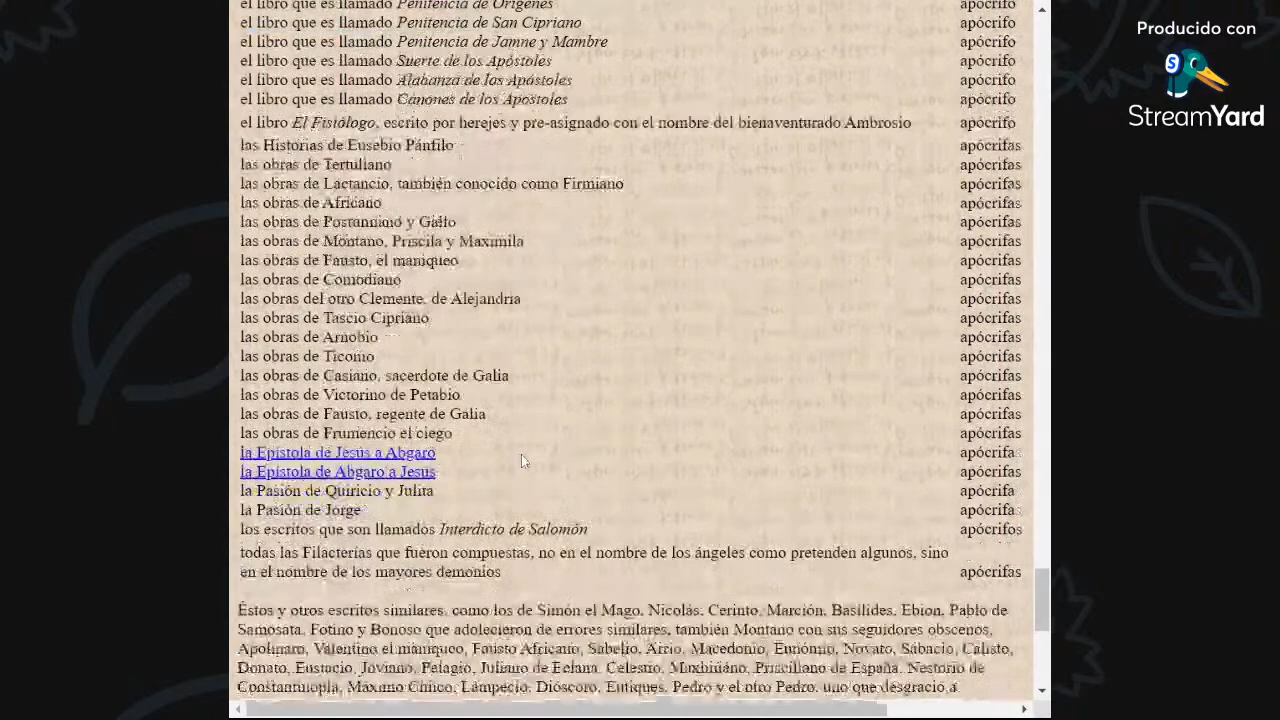 el libro que es llamado Penitencia de Orígenes apócrifo
el libro que es llamado Penitencia de San Cipriano apócrifo
el libro que es llamado Penitencia de Jamne y Mambre apócrifo
el libro que es llamado Suerte de los Apóstoles apócrifo
el libro que es llamado Alabanza de los Apóstoles apócrifo
el libro que es llamado Canones de los Apostoles apócrifo
el libro El Fisiólogo, escrito por herejes y pre-asignado con el nombre del bienaventurado Ambrosio apócrifo
las Historias de Eusebio Pánfilo apócrifas
las obras de Tertuliano apócrifas
las obras de Lactancio, también conocido como Firmiano apócrifas
las obras de Africano apócrifas
las obras de Postumiano y Gallo apócrifas
las obras de Montano, Priscila y Maximila apócrifas
las obras de Fausto, el maniqueo apócrifas
las obras de Comodiano apócrifas
las obras del otro Clemente, de Alejandria apócrifas
las obras de Tascio Cipriano apócrifas
las obras de Arnobio apócrifas
las obras de Ticonio apócrifas
las obras de Casiano, sacerdote de Galia apócrifas
las obras de Victorino de Petabio apócrifas
las obras de Fausto, regente de Galia apócrifas
las obras de Frumencio el ciego apócrifas
la Epístola de Jesús a Abgaro apócrifa
la Epístola de Abgaro a Jesús apócrifas
la Pasión de Quiricio y Julita apócrifa
la Pasión de Jorge apócrifa
los escritos que son llamados Interdicto de Salomón apócrifos
todas las Filacterías que fueron compuestas, no en el nombre de los ángeles como pretenden algunos, sino
en el nombre de los mayores demonios apócrifas
Éstos y otros escritos similares, como los de Simón el Mago, Nicolás, Cerinto, Marción, Basílides, Ebion, Pablo de
Samosata, Fotino y Bonoso que adolecieron de errores similares, también Montano con sus seguidores obscenos,
Apolinaro, Valentino el maniqueo, Fausto Africano, Sabelio, Arrio, Macedonio, Eunomio, Novato, Sabacio, Calisto,
Donato, Eustacio, Joviano, Pelagio, Juliano de Eclana, Celestio, Maximiano, Prisciliano de España, Nestorio de
Constantinopla, Máximo Cínico, Lampecio, Dióscoro, Eutiques, Pedro y el otro Pedro, uno que desgració a
Producido con
StreamYard